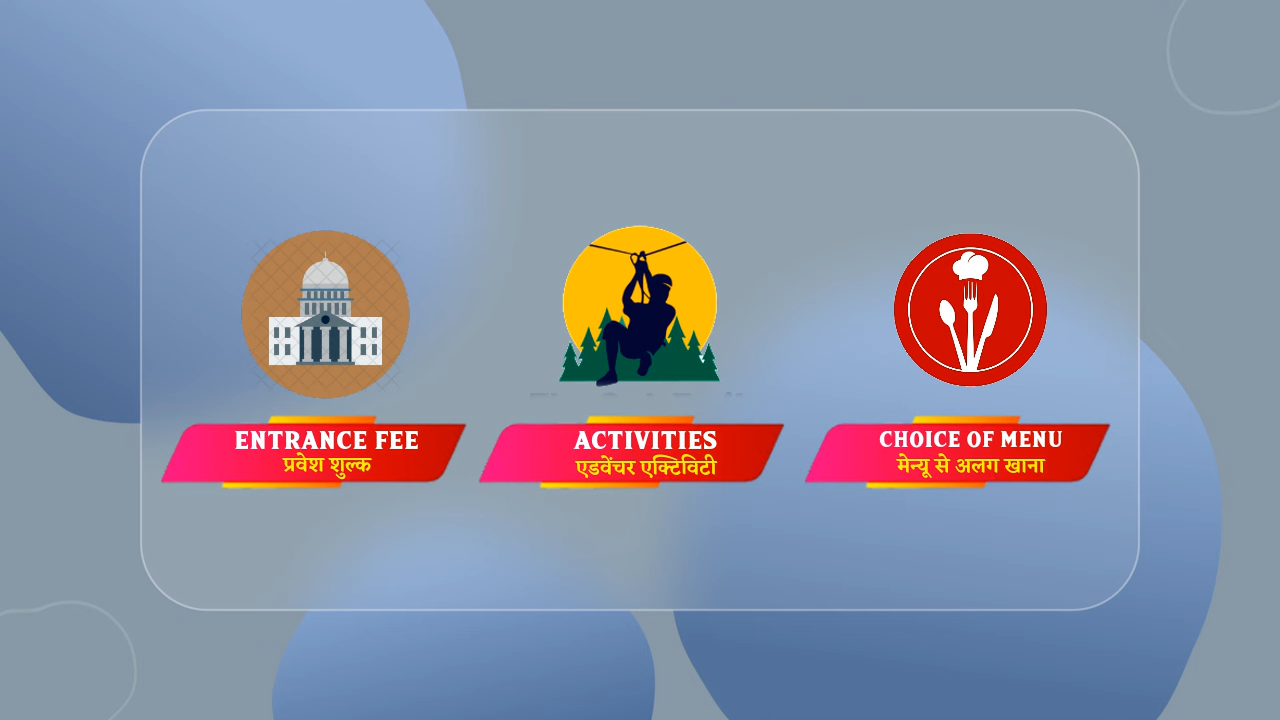 ENTRANCE FEE
प्रवेश शुल्क
ACTIVITIES
एडवेंचर एक्टिविटी
CHOICE OF MENU
मेन्यू से अलग खाना